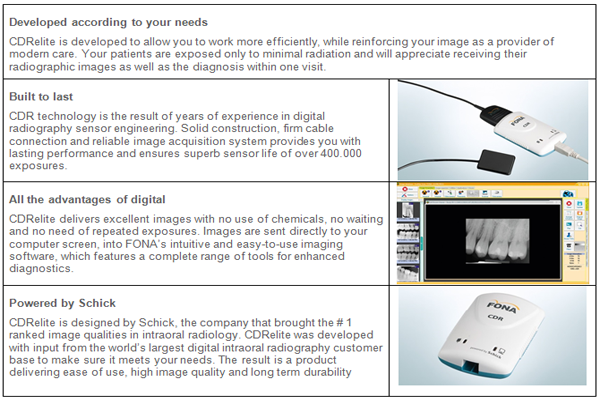 Developed according to your needs
CDRelite is developed to allow you to work more efficiently, while reinforcing your image as a provider of
modern care. Your patients are exposed only to minimal radiation and will appreciate receiving their
radiographic images as well as the diagnosis within one visit.
Built to last
CDR technology is the result of years of experience in digital
radiography sensor engineering. Solid construction, firm cable
connection and reliable image acquisition system provides you with
lasting performance and ensures superb sensor life of over 400.000
exposures.
FONA
CDR
All the advantages of digital
CDRelite delivers excellent images with no use of chemicals, no waiting
and no need of repeated exposures. Images are sent directly to your
computer screen, into FONA's intuitive and easy-to-use imaging
software, which features a complete range of tools for enhanced
diagnostics.
Powered by Schick
CDRelite is designed by Schick, the company that brought the # 1
ranked image qualities in intraoral radiology. CDRelite was developed
with input from the world's largest digital intraoral radiography customer
base to make sure it meets your needs. The result is a product
delivering ease of use, high image quality and long term durability
FONA
CDR
Schick